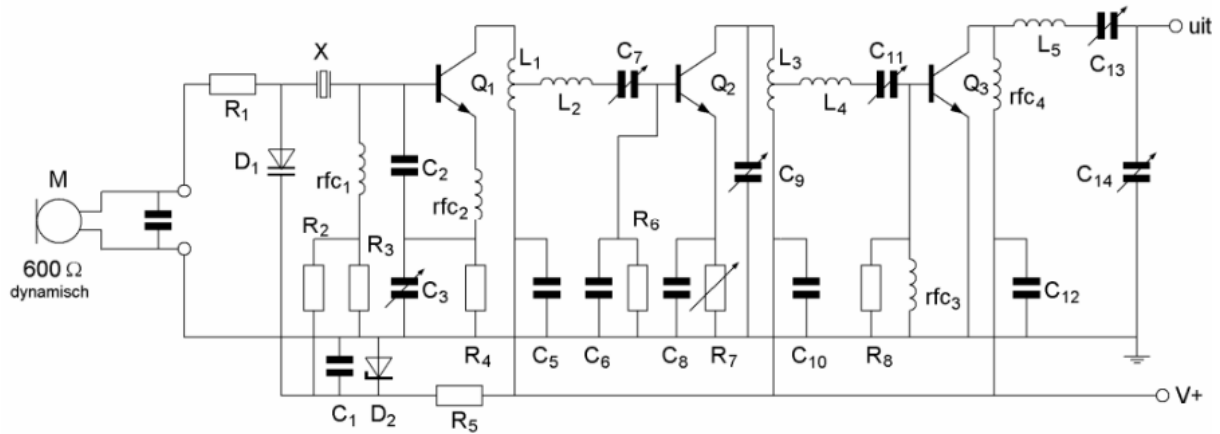 uit
X
C7
L1
L3
C11
L5
C13
Q1
Q2
Q3
rfc4
R1
L2
L4
D1
C2
C9
C14
M
rfc1
rfc2
R2
R3
R6
600 Ω
dynamisch
C3
rfc3
C12
R4
C5
C6
C8
R7
C10
R8
C1
D2
R5
V+